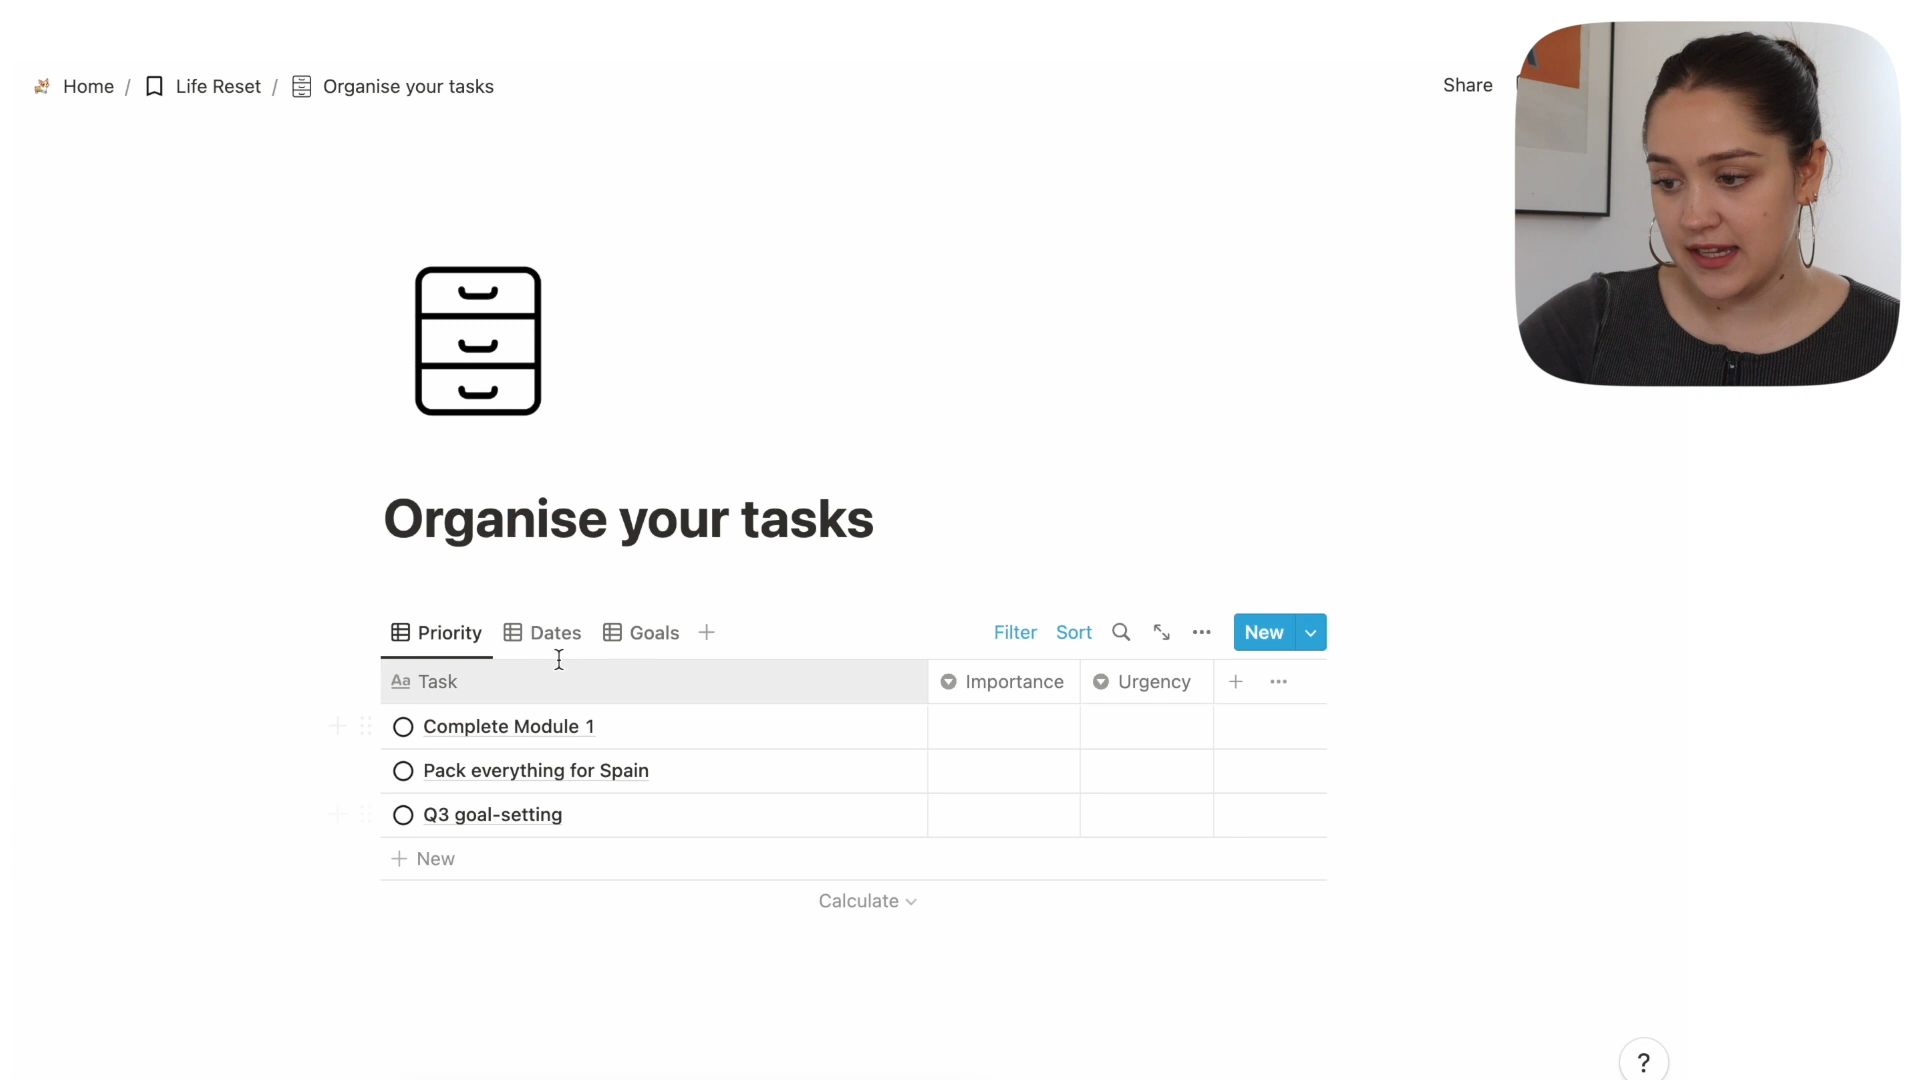 Home / Life Reset / Organise your tasks
Share
Organise your tasks
Priority Dates Goals +
Filter Sort ... New
Aa Task Importance Urgency + ...
Complete Module 1
Pack everything for Spain
Q3 goal-setting
+ New
Calculate
?